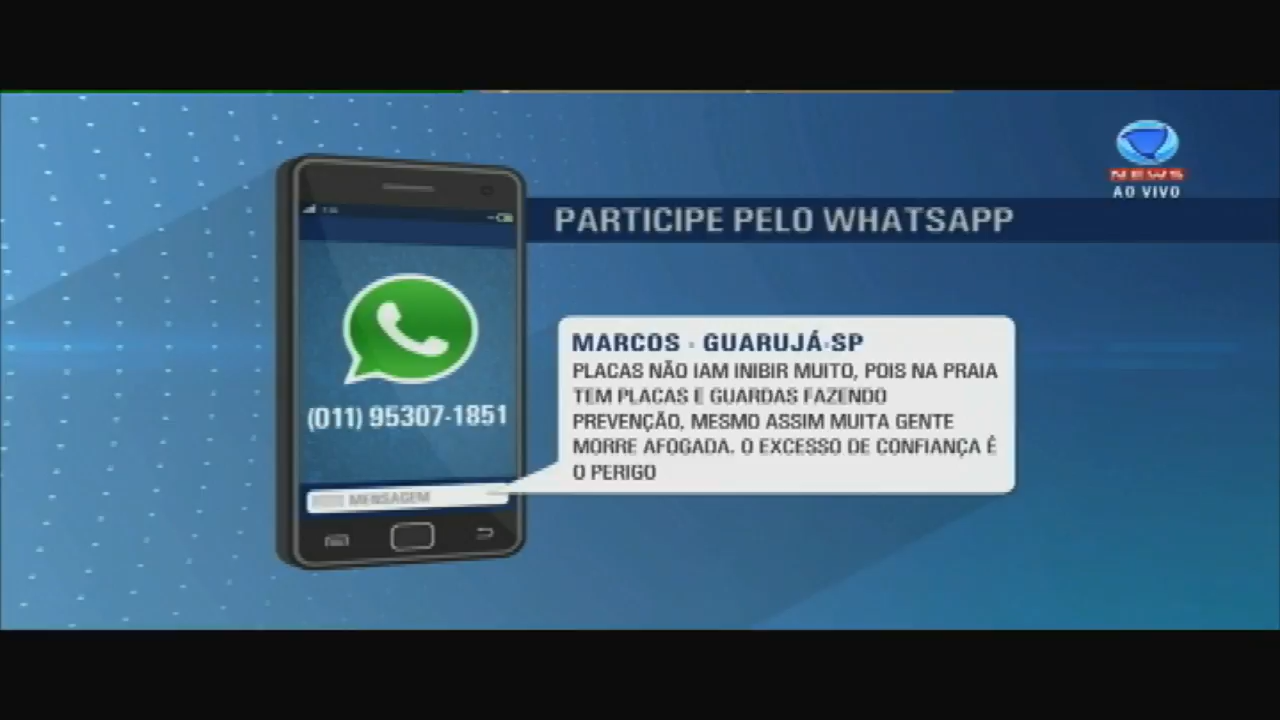 NEWS
AO VIVO
PARTICIPE PELO WHATSAPP
(011) 95307-1851
MENSAGEM
MARCOS - GUARUJÁ-SP
PLACAS NÃO IAM INIBIR MUITO, POIS NA PRAIA
TEM PLACAS E GUARDAS FAZENDO
PREVENÇÃO, MESMO ASSIM MUITA GENTE
MORRE AFOGADA. O EXCESSO DE CONFIANÇA É
O PERIGO